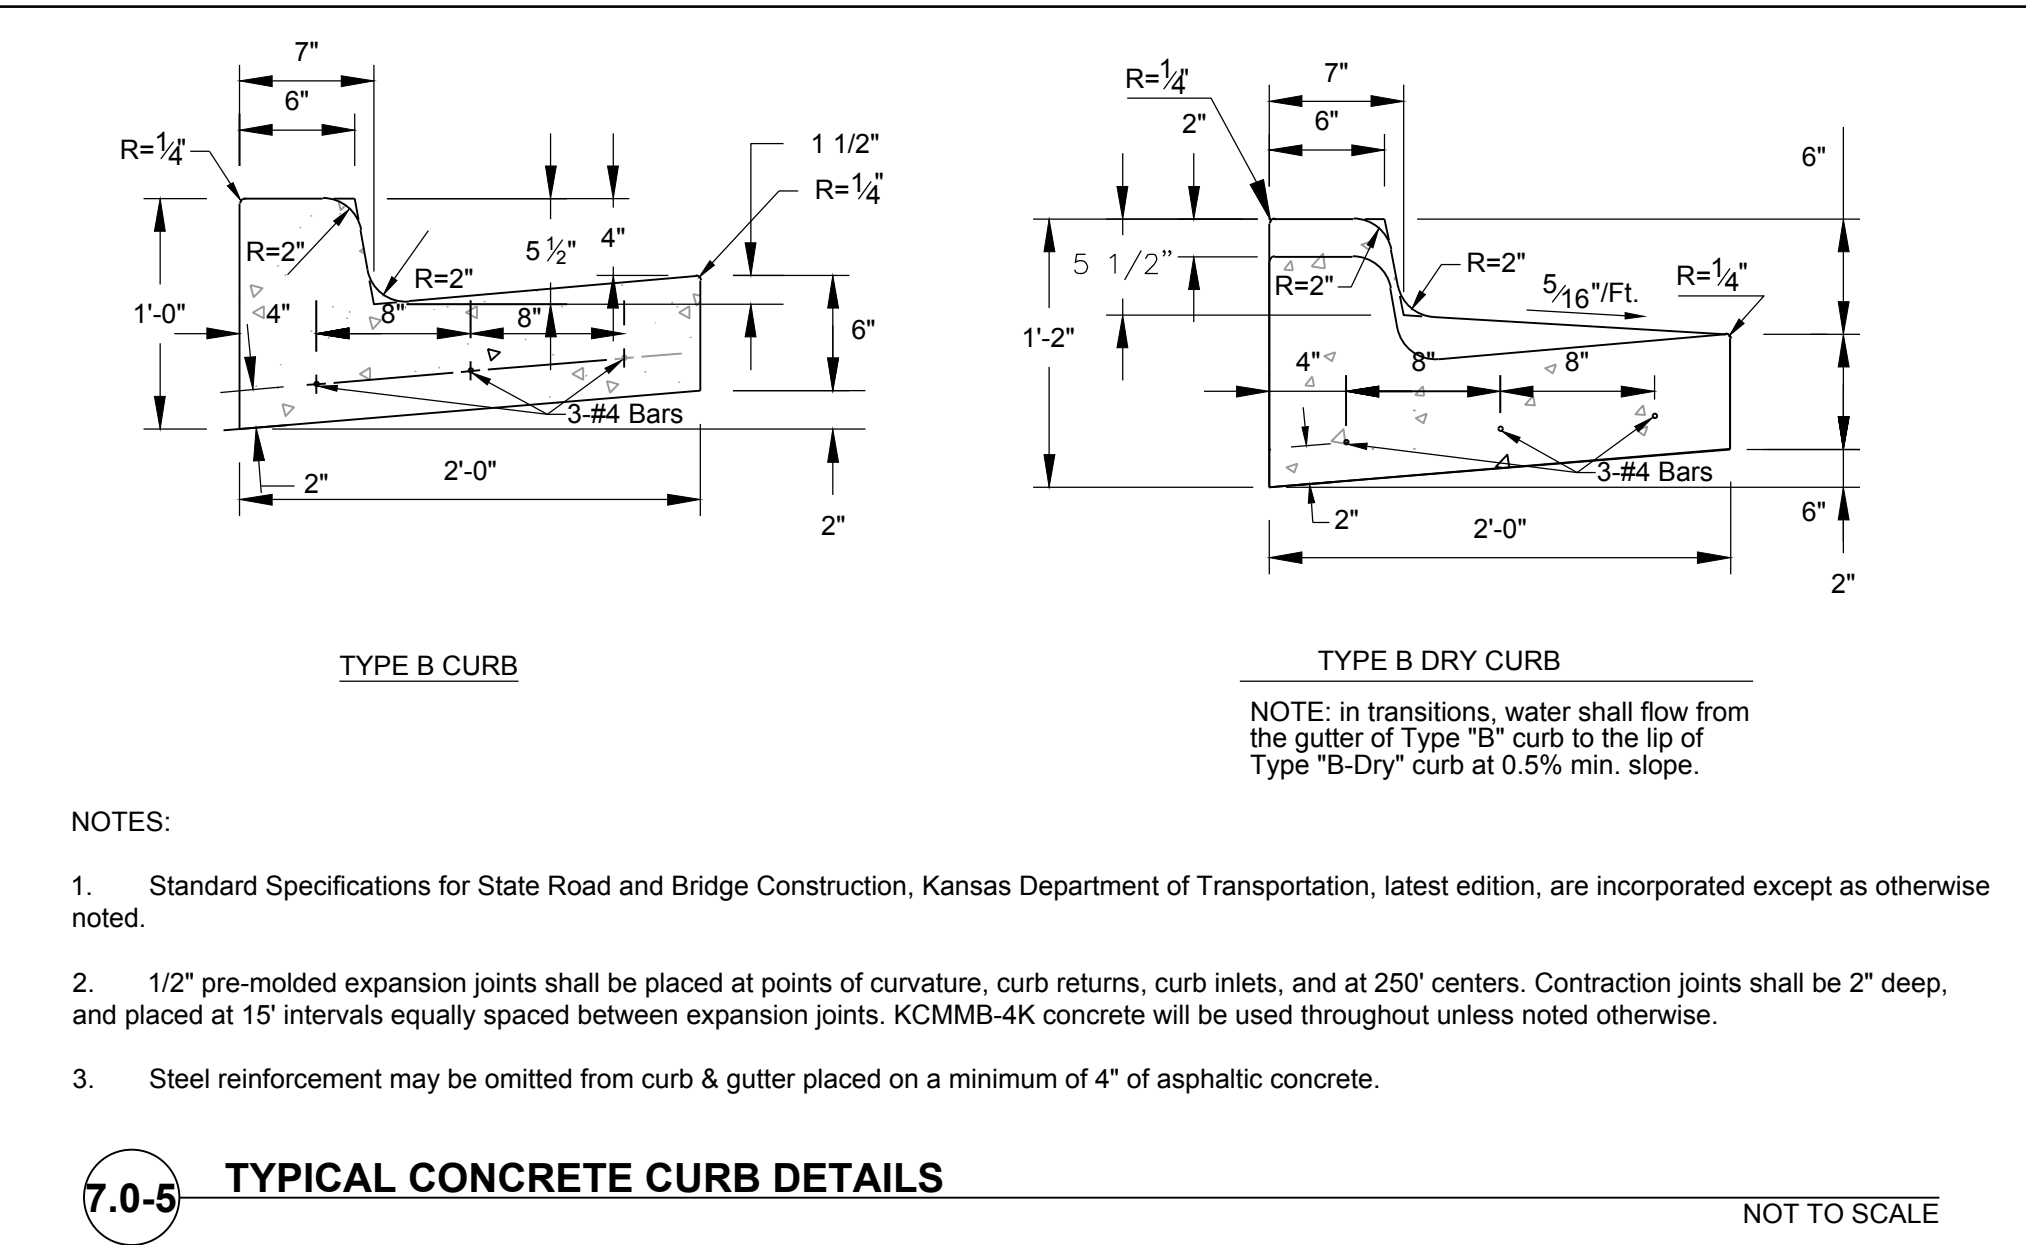 7"
6"
R=1/4"
1 1/2"
R=1/4"
R=2"
5 1/2"
4"
R=2"
1'-0"
4"
8"
8"
6"
3-#4 Bars
2"
2'-0"
2"
TYPE B CURB
R=1/4"
7"
2"
6"
6"
5 1/2”
R=2"
R=2"
5/16"/Ft.
R=1/4"
1'-2"
4"
8"
8"
3-#4 Bars
2"
2'-0"
6"
2"
TYPE B DRY CURB
NOTE: in transitions, water shall flow from
the gutter of Type "B" curb to the lip of
Type "B-Dry" curb at 0.5% min. slope.
NOTES:
1. Standard Specifications for State Road and Bridge Construction, Kansas Department of Transportation, latest edition, are incorporated except as otherwise
noted.
2. 1/2" pre-molded expansion joints shall be placed at points of curvature, curb returns, curb inlets, and at 250' centers. Contraction joints shall be 2" deep,
and placed at 15' intervals equally spaced between expansion joints. KCMMB-4K concrete will be used throughout unless noted otherwise.
3. Steel reinforcement may be omitted from curb & gutter placed on a minimum of 4" of asphaltic concrete.
7.0-5
TYPICAL CONCRETE CURB DETAILS
NOT TO SCALE